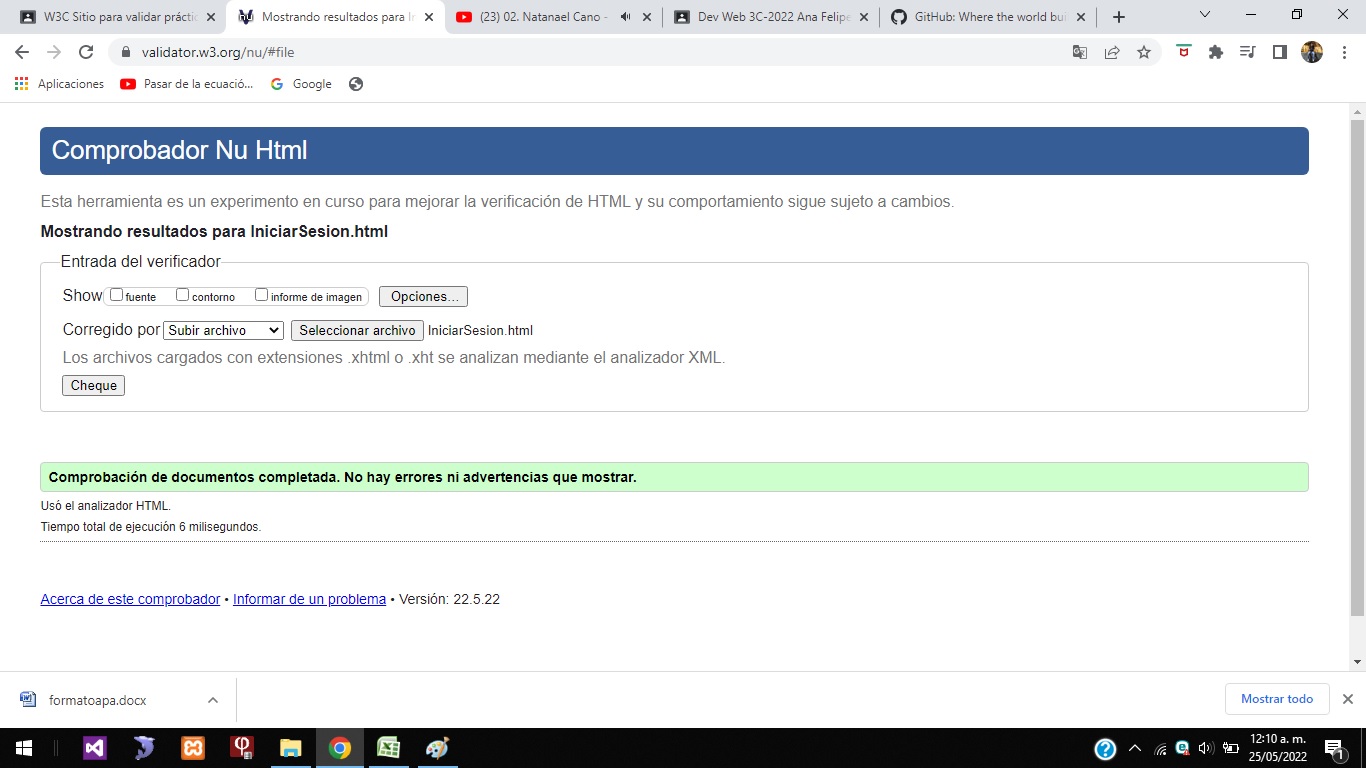 W3C Sitio para validar práctic
Mostrando resultados para I
(23) 02. Natanael Cano -
Dev Web 3C-2022 Ana Felipe
GitHub: Where the world bui
validator.w3.org/nu/#file
Aplicaciones
Pasar de la ecuació...
Google
Comprobador Nu Html
Esta herramienta es un experimento en curso para mejorar la verificación de HTML y su comportamiento sigue sujeto a cambios.
Mostrando resultados para IniciarSesion.html
Entrada del verificador
Show fuente contorno informe de imagen Opciones...
Corregido por Subir archivo Seleccionar archivo IniciarSesion.html
Los archivos cargados con extensiones .xhtml o .xht se analizan mediante el analizador XML.
Cheque
Comprobación de documentos completada. No hay errores ni advertencias que mostrar.
Usó el analizador HTML.
Tiempo total de ejecución 6 milisegundos.
Acerca de este comprobador • Informar de un problema • Versión: 22.5.22
formatoapa.docx
Mostrar todo
12:10 a. m.
25/05/2022
1